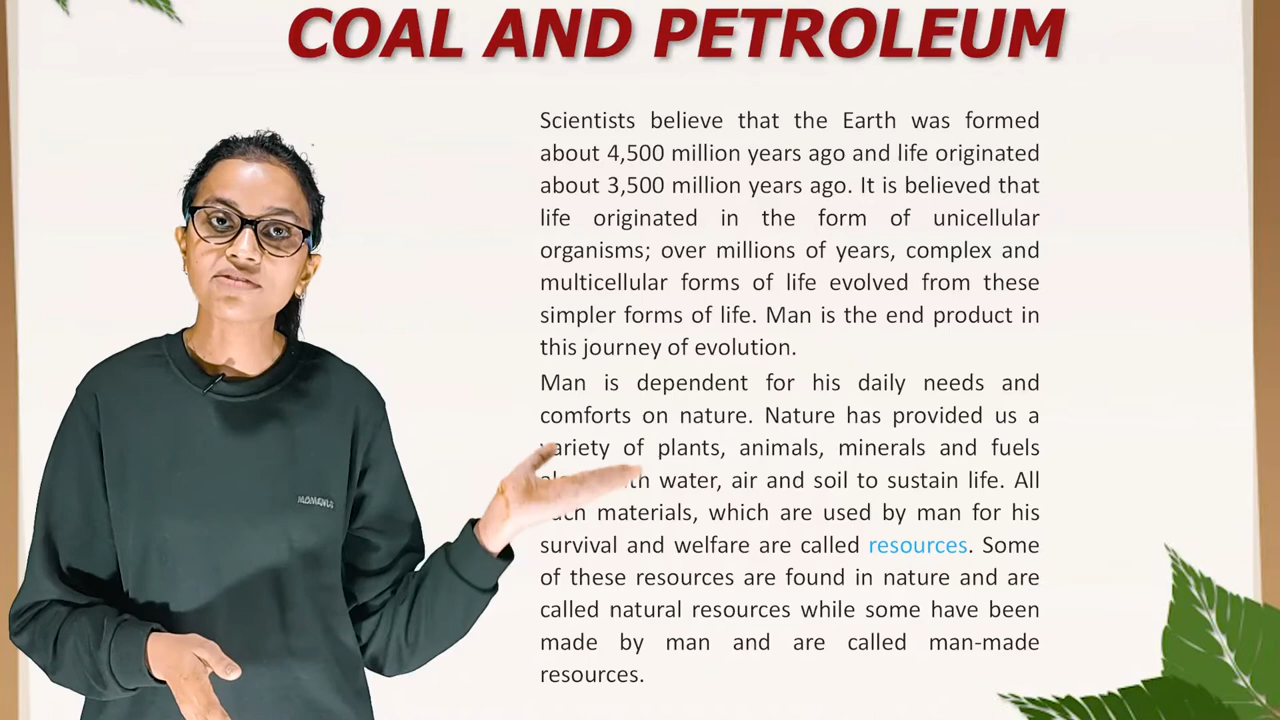 COAL AND PETROLEUM
Scientists believe that the Earth was formed
about 4,500 million years ago and life originated
about 3,500 million years ago. It is believed that
life originated in the form of unicellular
organisms; over millions of years, complex and
multicellular forms of life evolved from these
simpler forms of life. Man is the end product in
this journey of evolution.
Man is dependent for his daily needs and
comforts on nature. Nature has provided us a
variety of plants, animals, minerals and fuels
water, air and soil to sustain life. All
materials, which are used by man for his
survival and welfare are called resources. Some
of these resources are found in nature and are
called natural resources while some have been
made by man and are called man-made
resources.